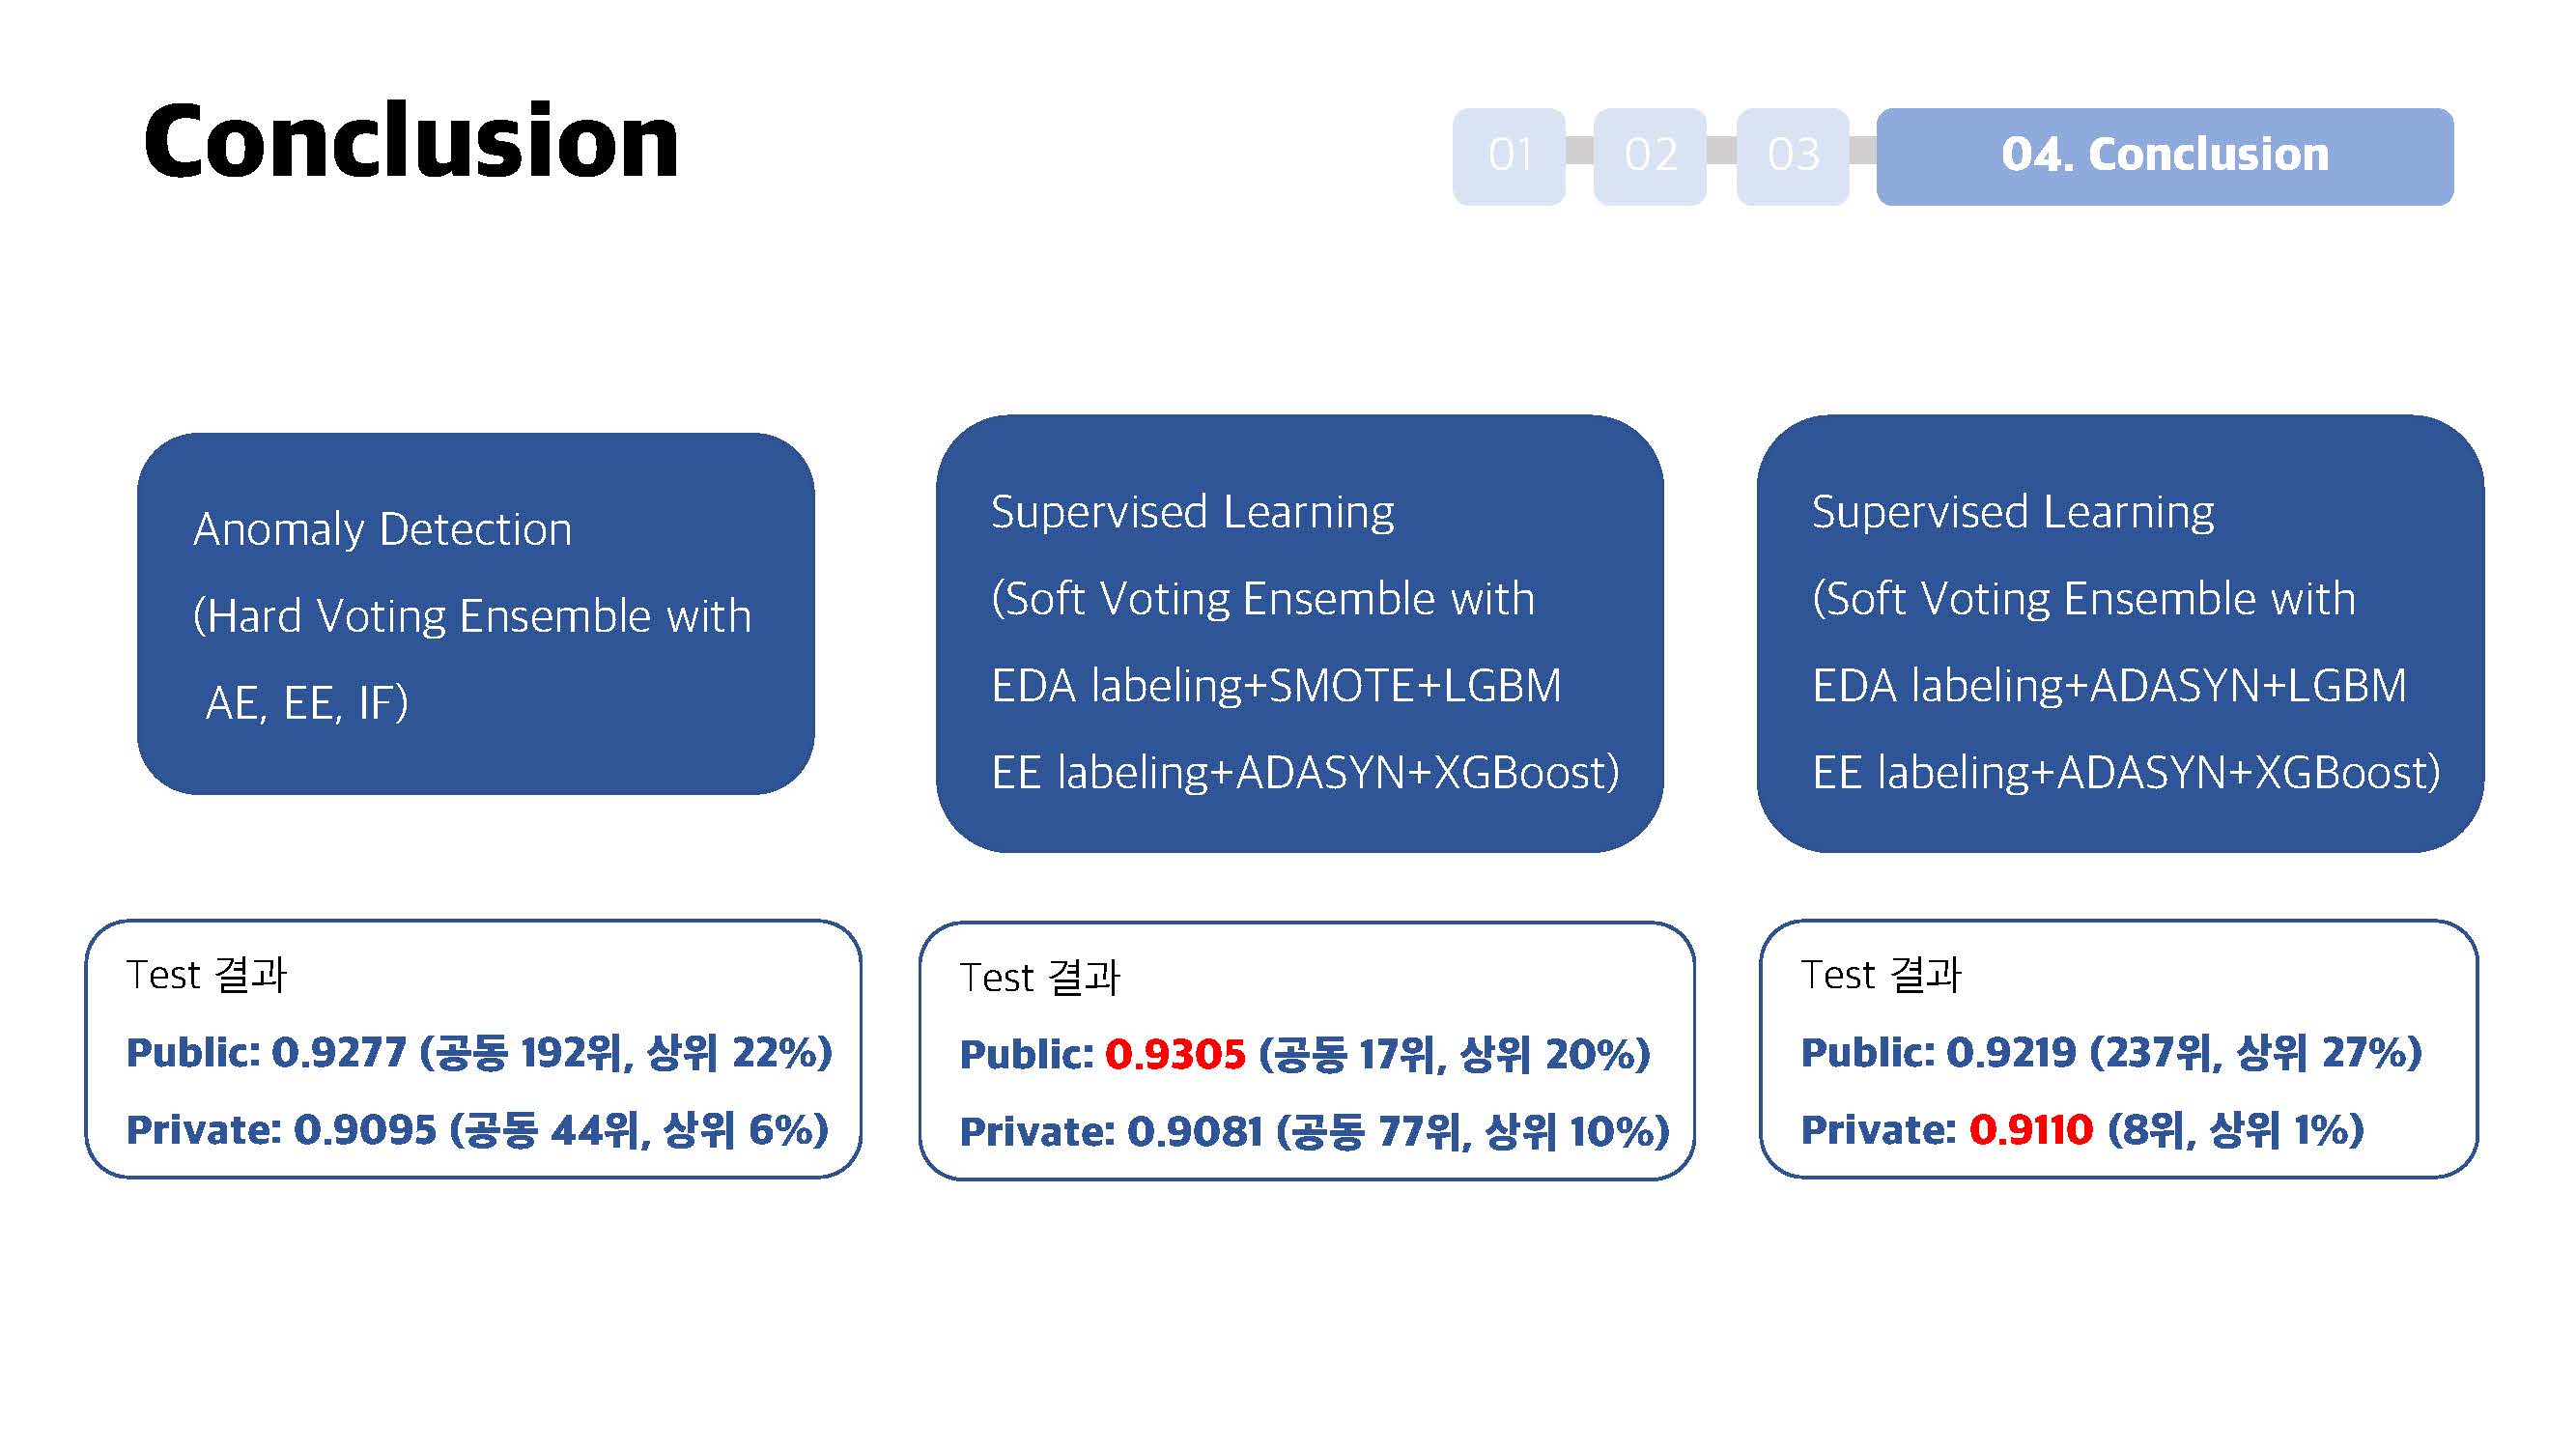 Conclusion
01
02
03
04. Conclusion
Anomaly Detection
(Hard Voting Ensemble with
AE, EE, IF)
Test 결과
Public: 0.9277 (공동 192위, 상위 22%)
Private: 0.9095 (공동 44위, 상위 6%)
Supervised Learning
(Soft Voting Ensemble with
EDA labeling+SMOTE+LGBM
EE labeling+ADASYN+XGBoost)
Test 결과
Public: 0.9305 (공동 17위, 상위 20%)
Private: 0.9081 (공동 77위, 상위 10%)
Supervised Learning
(Soft Voting Ensemble with
EDA labeling+ADASYN+LGBM
EE labeling+ADASYN+XGBoost)
Test 결과
Public: 0.9219 (237위, 상위 27%)
Private: 0.9110 (8위, 상위 1%)